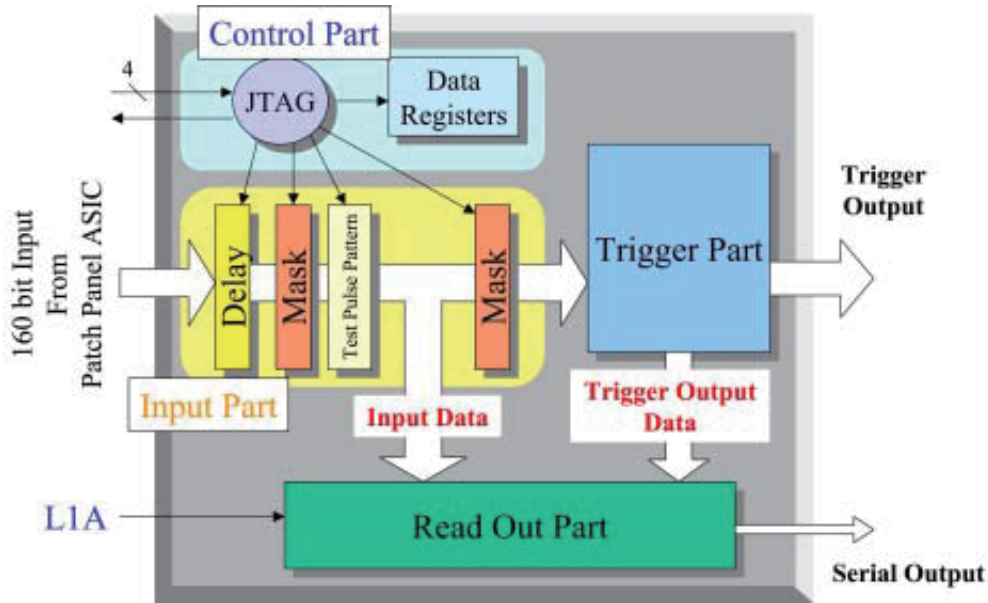 Control Part
4
JTAG
Data
Registers
160 bit Input
From
Patch Panel ASIC
Delay
Mask
Test Pulse Pattern
Mask
Trigger Part
Trigger
Output
Input Part
Input Data
Trigger Output
Data
L1A
Read Out Part
Serial Output